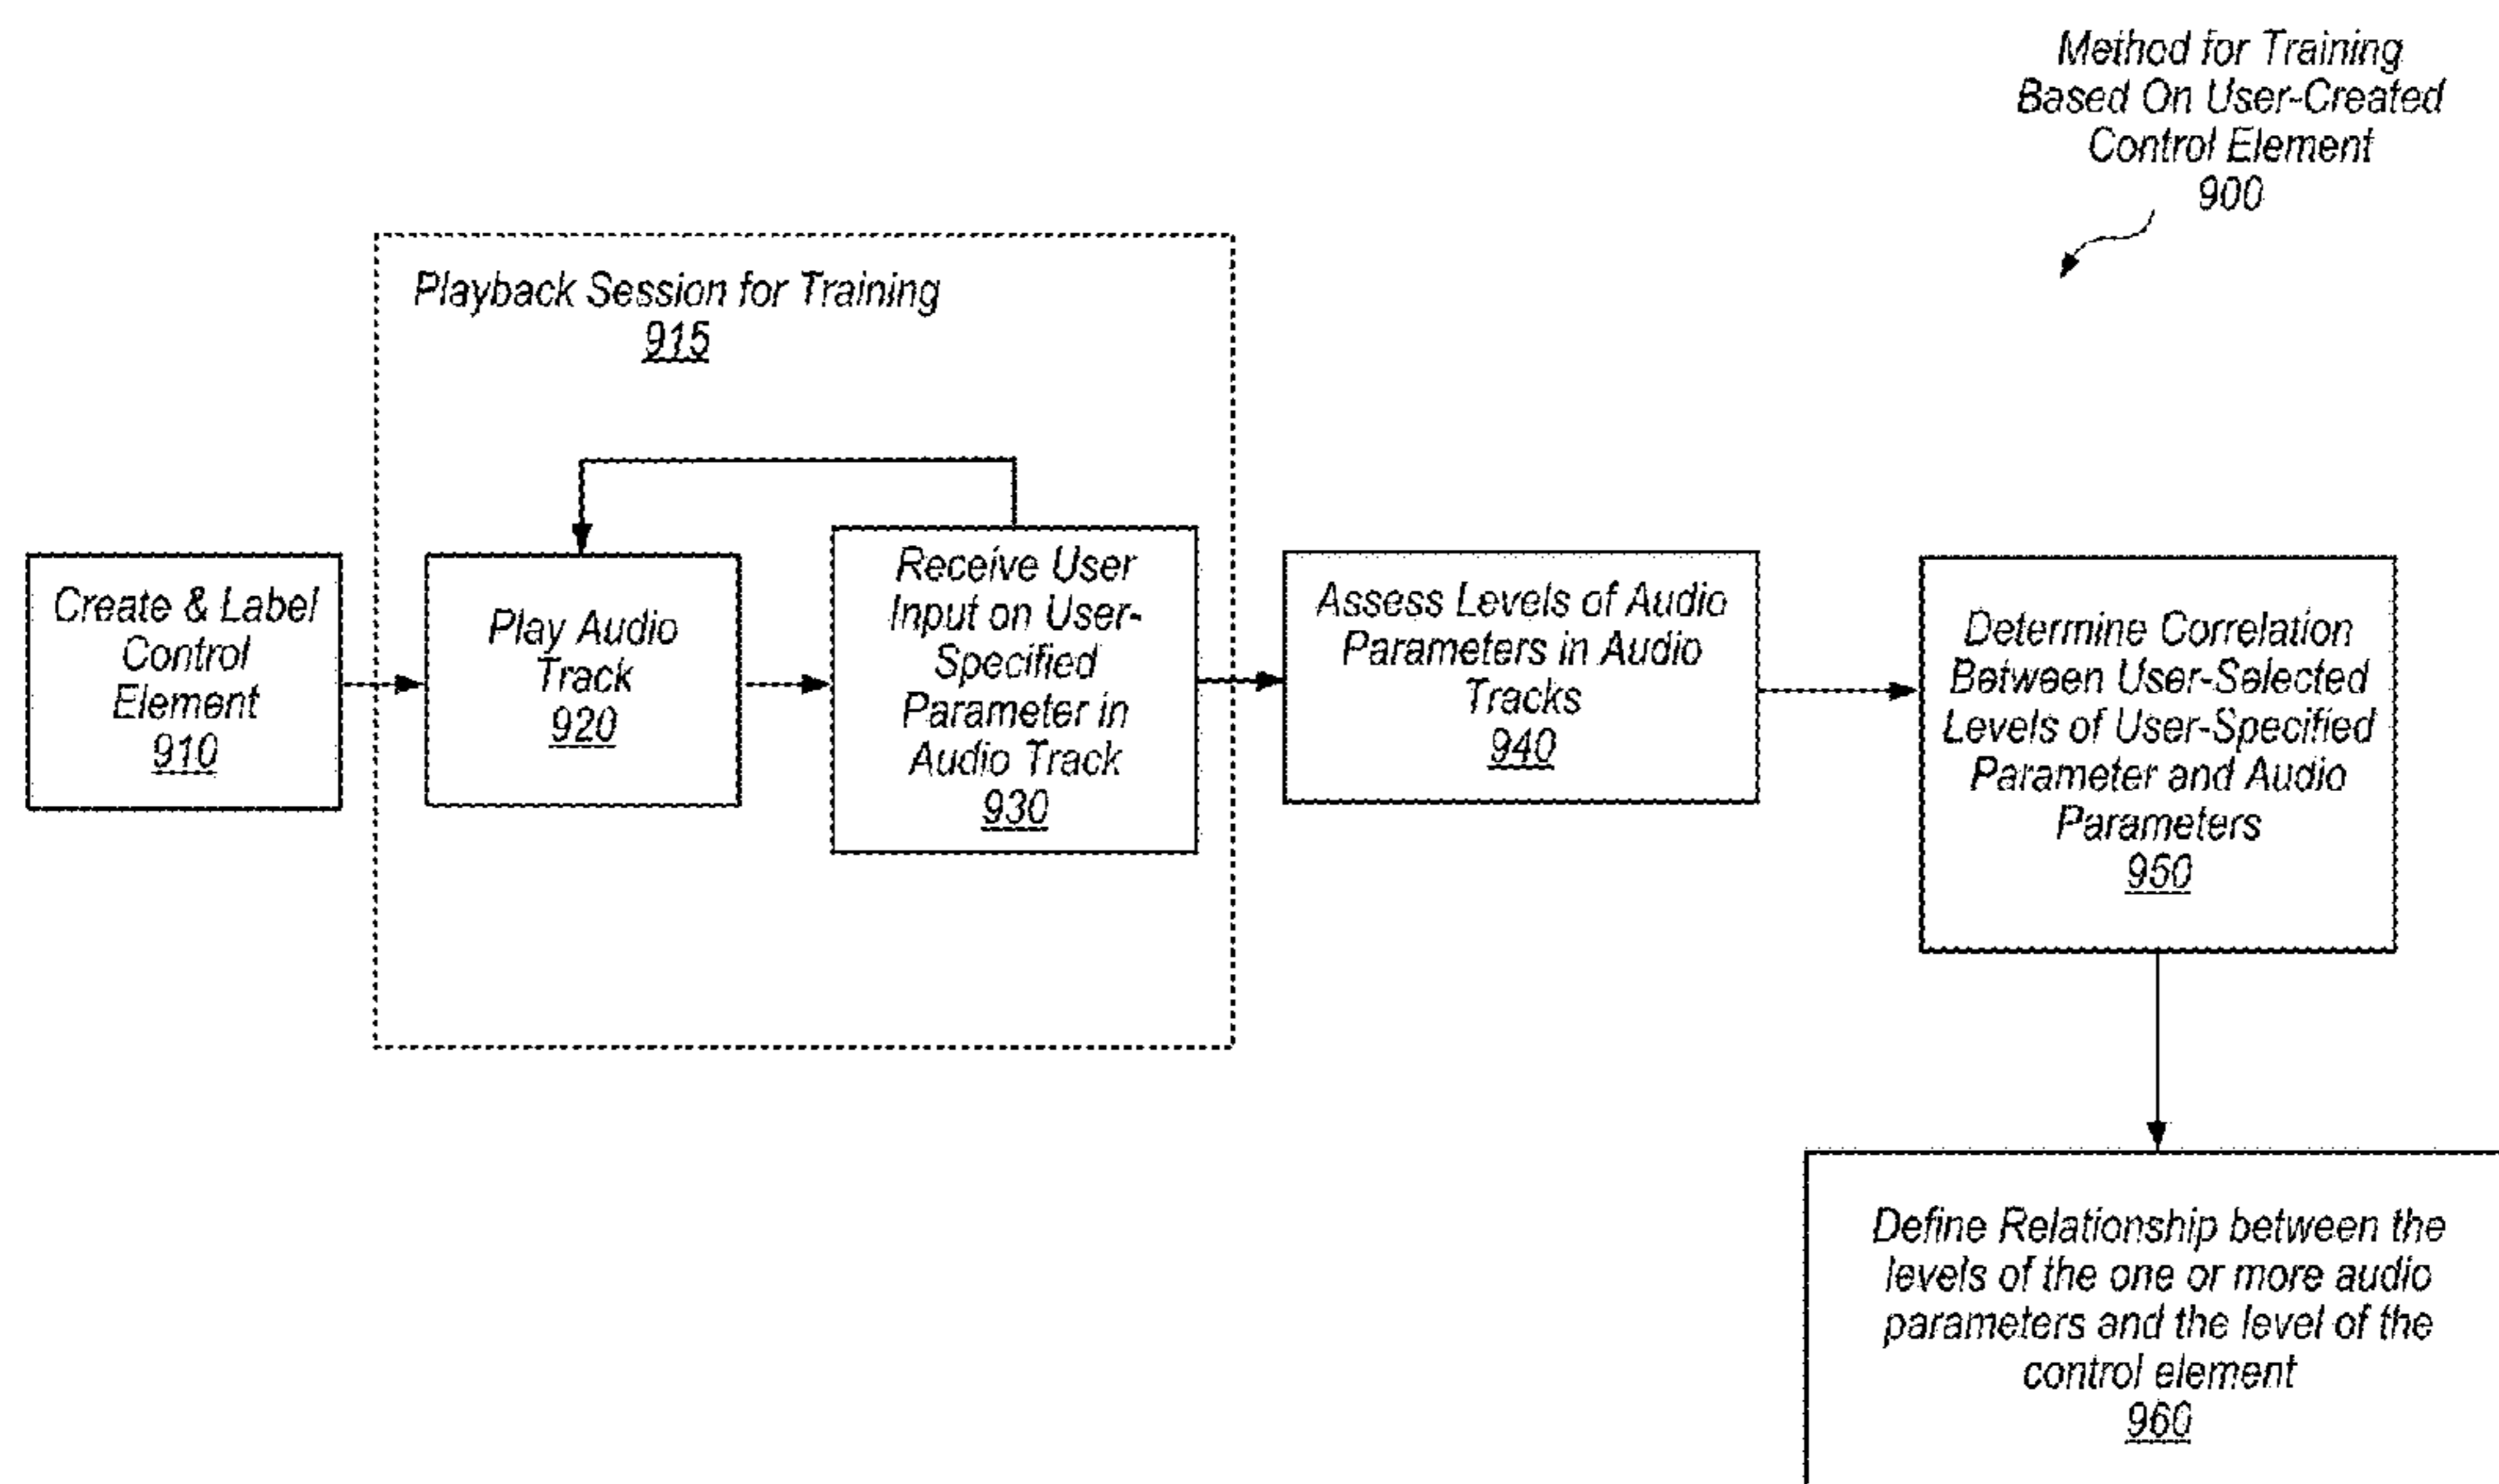 Method for Training
Based On User-Created
Control Element
900
Playback Session for Training
915
Create & Label
Control
Element
910
Play Audio
Track
920
Receive User
Input on User-
Specified
Parameter in
Audio Track
930
Assess Levels of Audio
Parameters in Audio
Tracks
940
Determine Correlation
Between User-Selected
Levels of User-Specified
Parameter and Audio
Parameters
950
Define Relationship between the
levels of the one or more audio
parameters and the level of the
control element
960